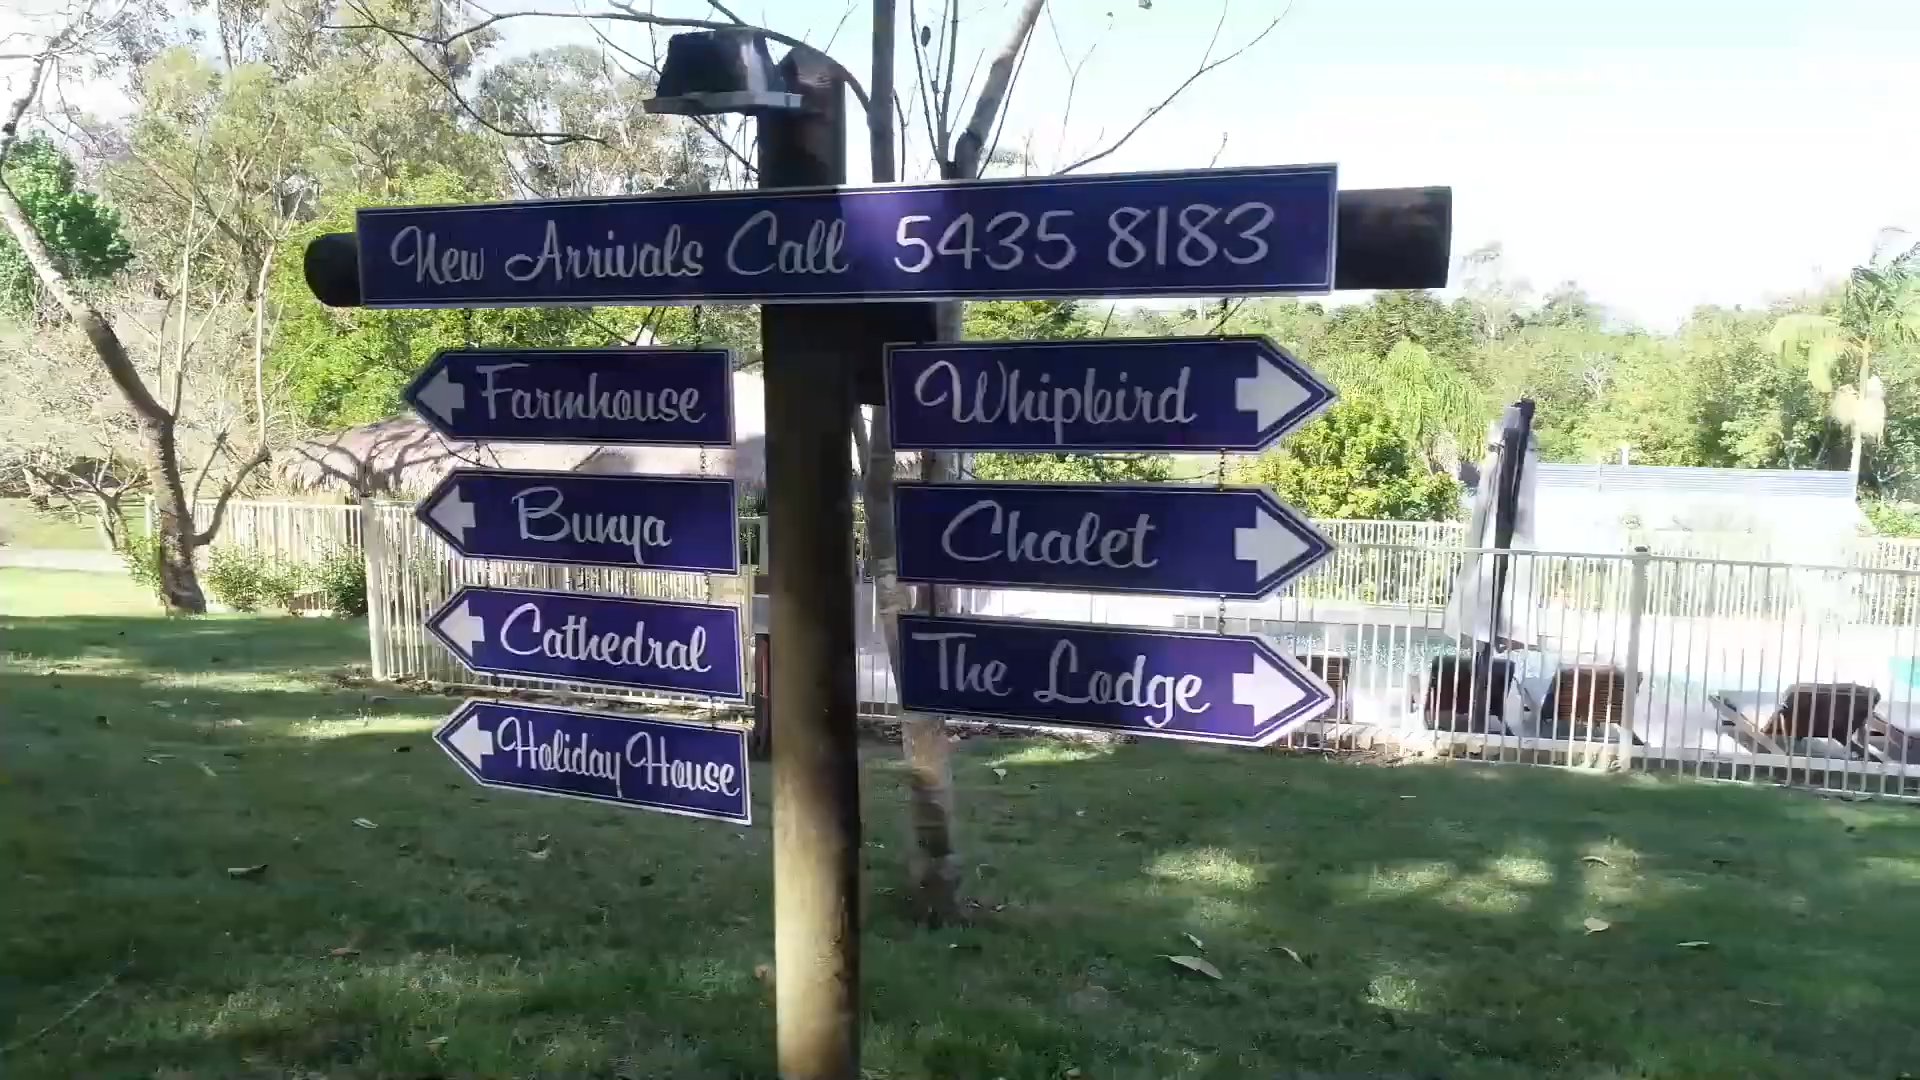 New Arrivals Call 5435 8183
Farmhouse
Bunya
Cathedral
Holiday House
Whipbird
Chalet
The Lodge